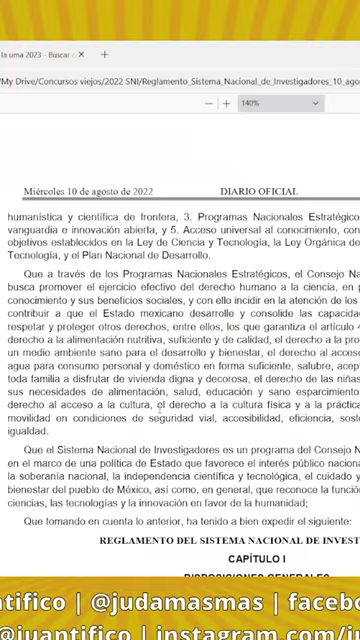 la uma 2023 - Buscar
My Drive/Concursos viejos/2022 SNI/Reglamento_Sistema_Nacional_de_Investigadores_10_ago
140%
Miércoles 10 de agosto de 2022 DIARIO OFICIAL
humanística y científica de frontera, 3. Programas Nacionales Estratégicos
vanguardia e innovación abierta, y 5. Acceso universal al conocimiento, con
objetivos establecidos en la Ley de Ciencia y Tecnología, la Ley Orgánica de
Tecnología, y el Plan Nacional de Desarrollo.
Que a través de los Programas Nacionales Estratégicos, el Consejo Na
busca promover el ejercicio efectivo del derecho humano a la ciencia, en p
conocimiento y sus beneficios sociales, y con ello incidir en la atención de los
contribuir a que el Estado mexicano desarrolle y consolide las capacida
respetar y proteger otros derechos, entre ellos, los que garantiza el artículo 4
derecho a la alimentación nutritiva, suficiente y de calidad, el derecho a la pro
un medio ambiente sano para el desarrollo y bienestar, el derecho al acceso
agua para consumo personal y doméstico en forma suficiente, salubre, acep
toda familia a disfrutar de vivienda digna y decorosa, el derecho de las niñas
sus necesidades de alimentación, salud, educación y sano esparcimiento
derecho al acceso a la cultura, el derecho a la cultura física y a la práctica
movilidad en condiciones de seguridad vial, accesibilidad, eficiencia, soste
igualdad.
Que el Sistema Nacional de Investigadores es un programa del Consejo N
en el marco de una política de Estado que favorece el interés público naciona
la soberanía nacional, la independencia científica y tecnológica, el cuidado y
bienestar del pueblo de México, así como, en general, que reconoce la funció
ciencias, las tecnologías y la innovación en favor de la humanidad;
Que tomando en cuenta lo anterior, ha tenido a bien expedir el siguiente:
REGLAMENTO DEL SISTEMA NACIONAL DE INVEST
CAPÍTULO I
DISPOSICIONES GENERALES
ntifico | @judamasmas | facebo
@juantifico | instagram.com/j